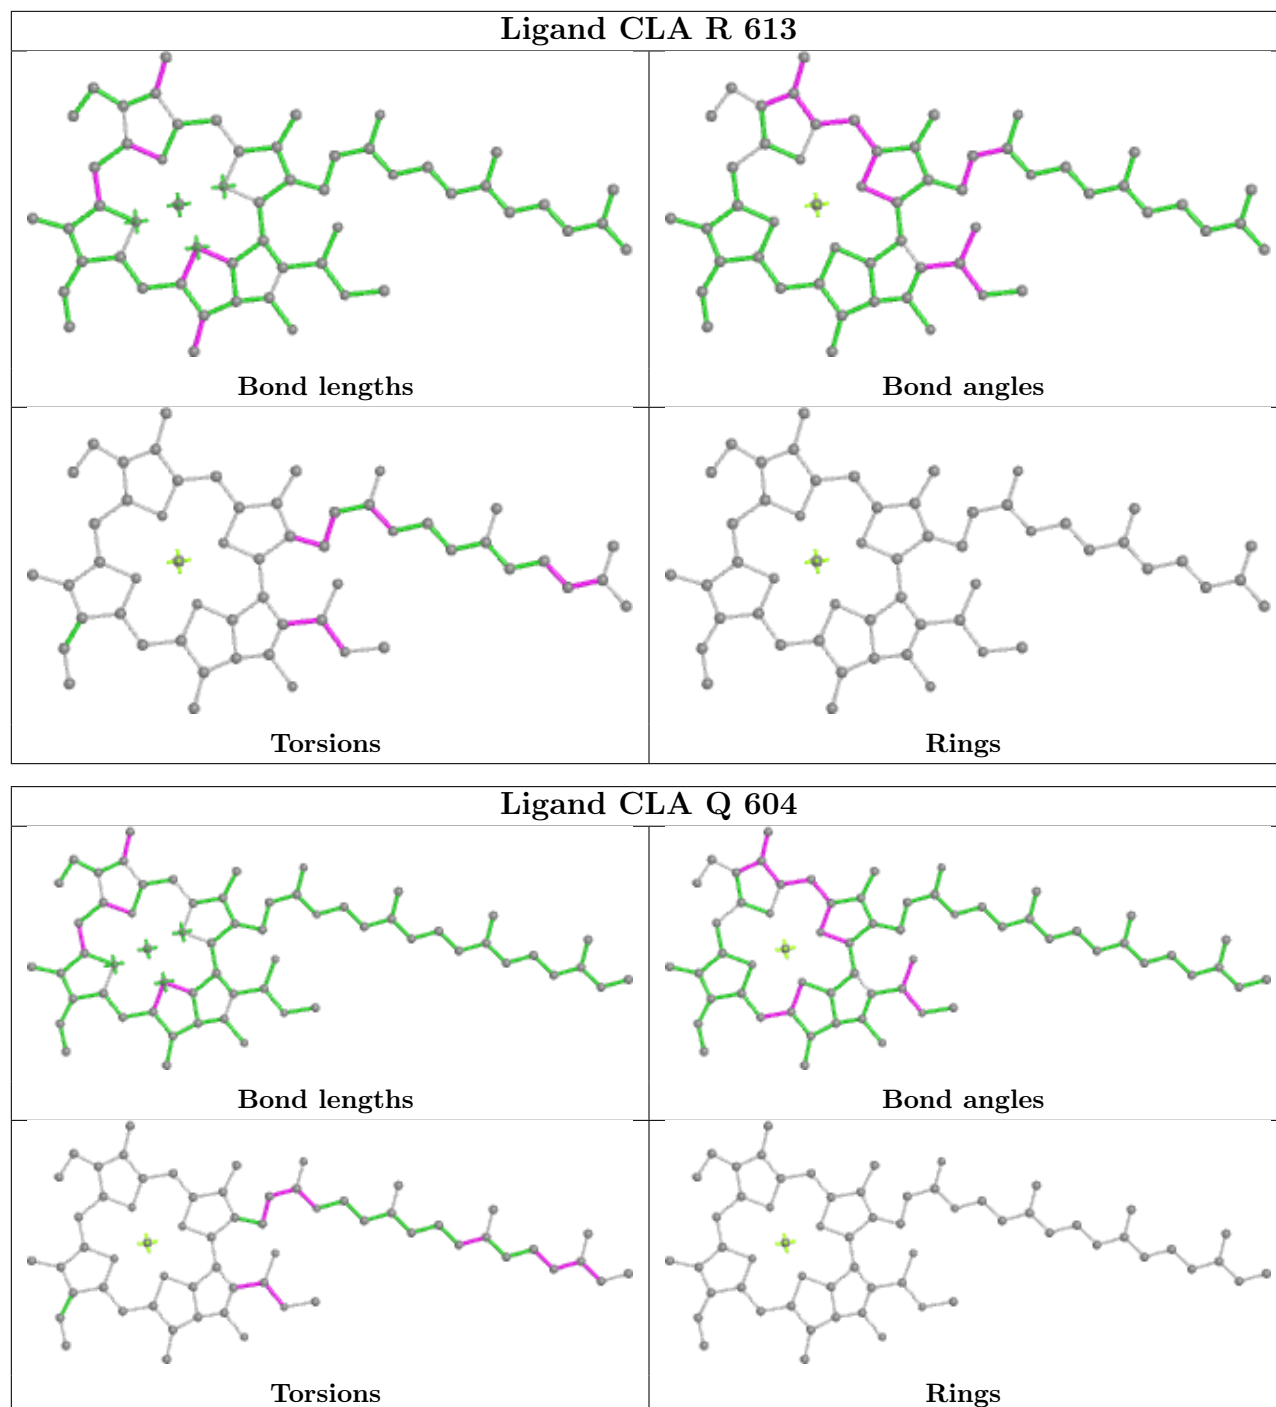 Ligand CLA R 613
Bond lengths
Bond angles
Torsions
Rings
Ligand CLA Q 604
Bond lengths
Bond angles
Torsions
Rings